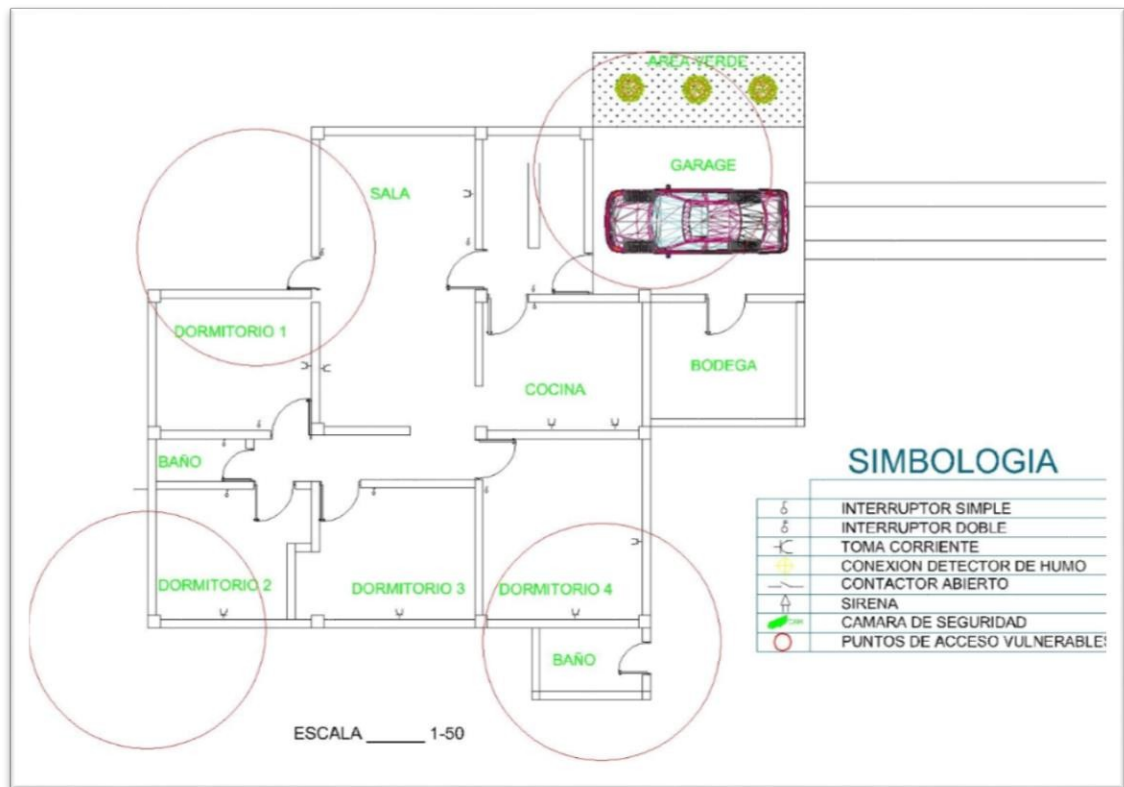 AREA VERDE
GARAGE
SALA
DORMITORIO 1
COCINA
BODEGA
BAÑO
DORMITORIO 2
DORMITORIO 3
DORMITORIO 4
BAÑO
ESCALA ______ 1-50
SIMBOLOGIA
INTERRUPTOR SIMPLE
INTERRUPTOR DOBLE
TOMA CORRIENTE
CONEXION DETECTOR DE HUMO
CONTACTOR ABIERTO
SIRENA
CAMARA DE SEGURIDAD
PUNTOS DE ACCESO VULNERABLES